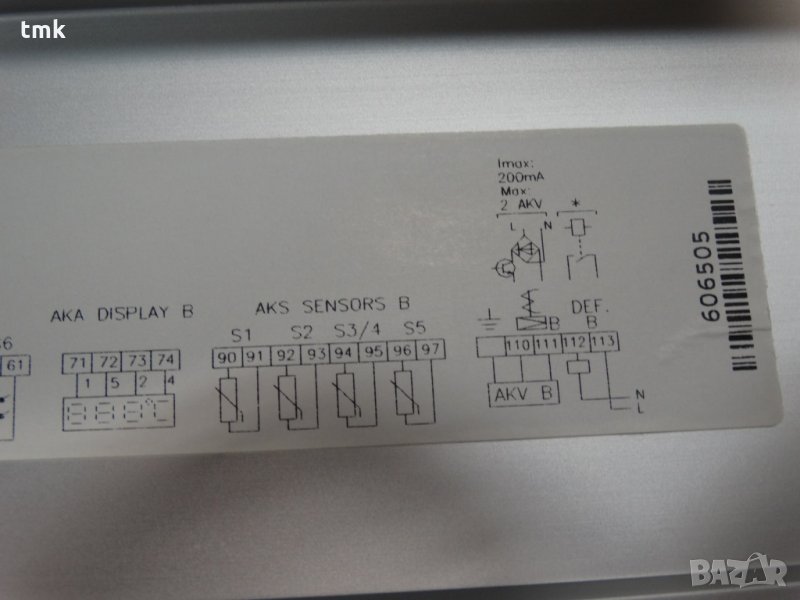 tmk
Imax:
200mA
Max:
2 AKV *
L N
AKA DISPLAY B
AKS SENSORS B
S1 S2 S3/4 S5
B DEF.
B
61
71 72 73 74
90 91 92 93 94 95 96 97
110 111 112 113
1 5 2 4
AKV B
N
L
606505
BAZAR